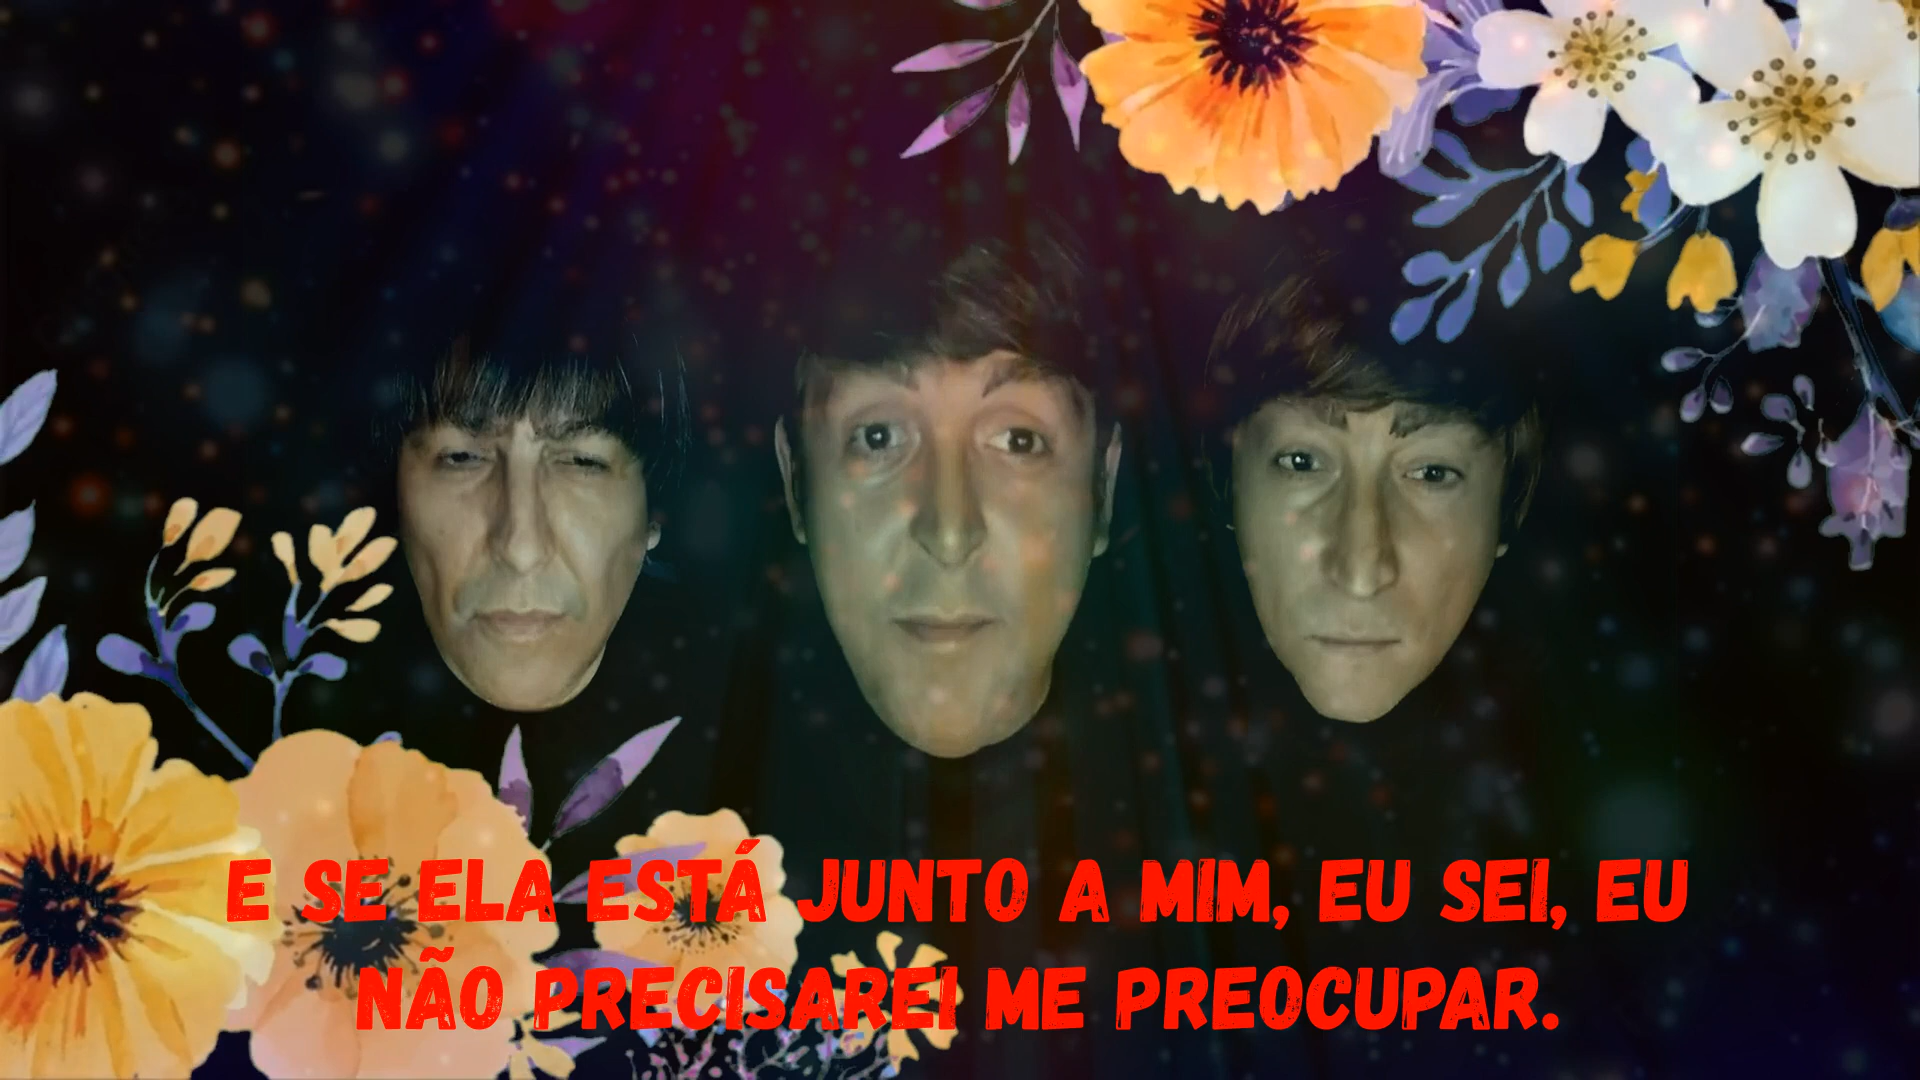 E SE ELA ESTÁ JUNTO A MIM, EU SEI, EU
NÃO PRECISAREI ME PREOCUPAR.